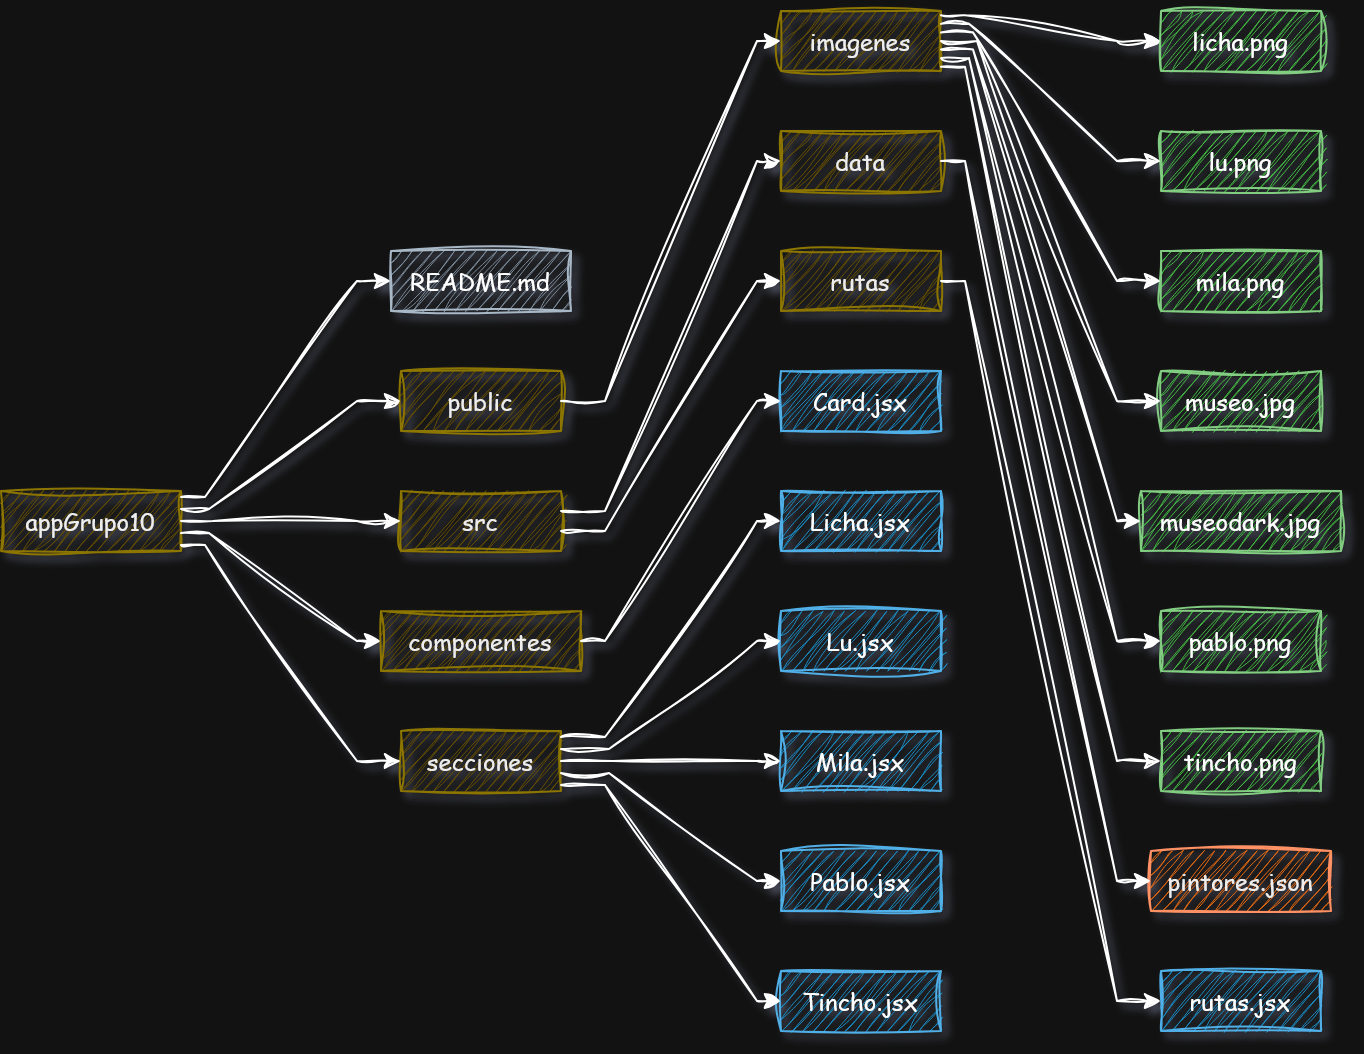 appGrupo10
README.md
public
src
componentes
secciones
imagenes
data
rutas
Card.jsx
Licha.jsx
Lu.jsx
Mila.jsx
Pablo.jsx
Tincho.jsx
licha.png
lu.png
mila.png
museo.jpg
museodark.jpg
pablo.png
tincho.png
pintores.json
rutas.jsx